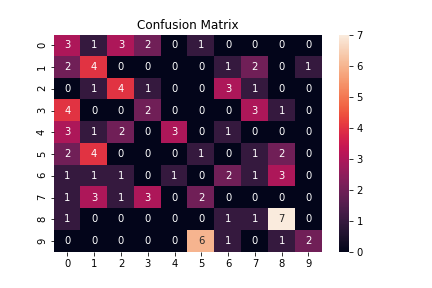 Confusion Matrix
0 3 1 3 2 0 1 0 0 0 0
1 2 4 0 0 0 0 1 2 0 1
2 0 1 4 1 0 0 3 1 0 0
3 4 0 0 2 0 0 0 3 1 0
4 3 1 2 0 3 0 1 0 0 0
5 2 4 0 0 0 1 0 1 2 0
6 1 1 1 0 1 0 2 1 3 0
7 1 3 1 3 0 2 0 0 0 0
8 1 0 0 0 0 0 1 1 7 0
9 0 0 0 0 0 6 1 0 1 2
0 1 2 3 4 5 6 7 8 9
7
6
5
4
3
2
1
0